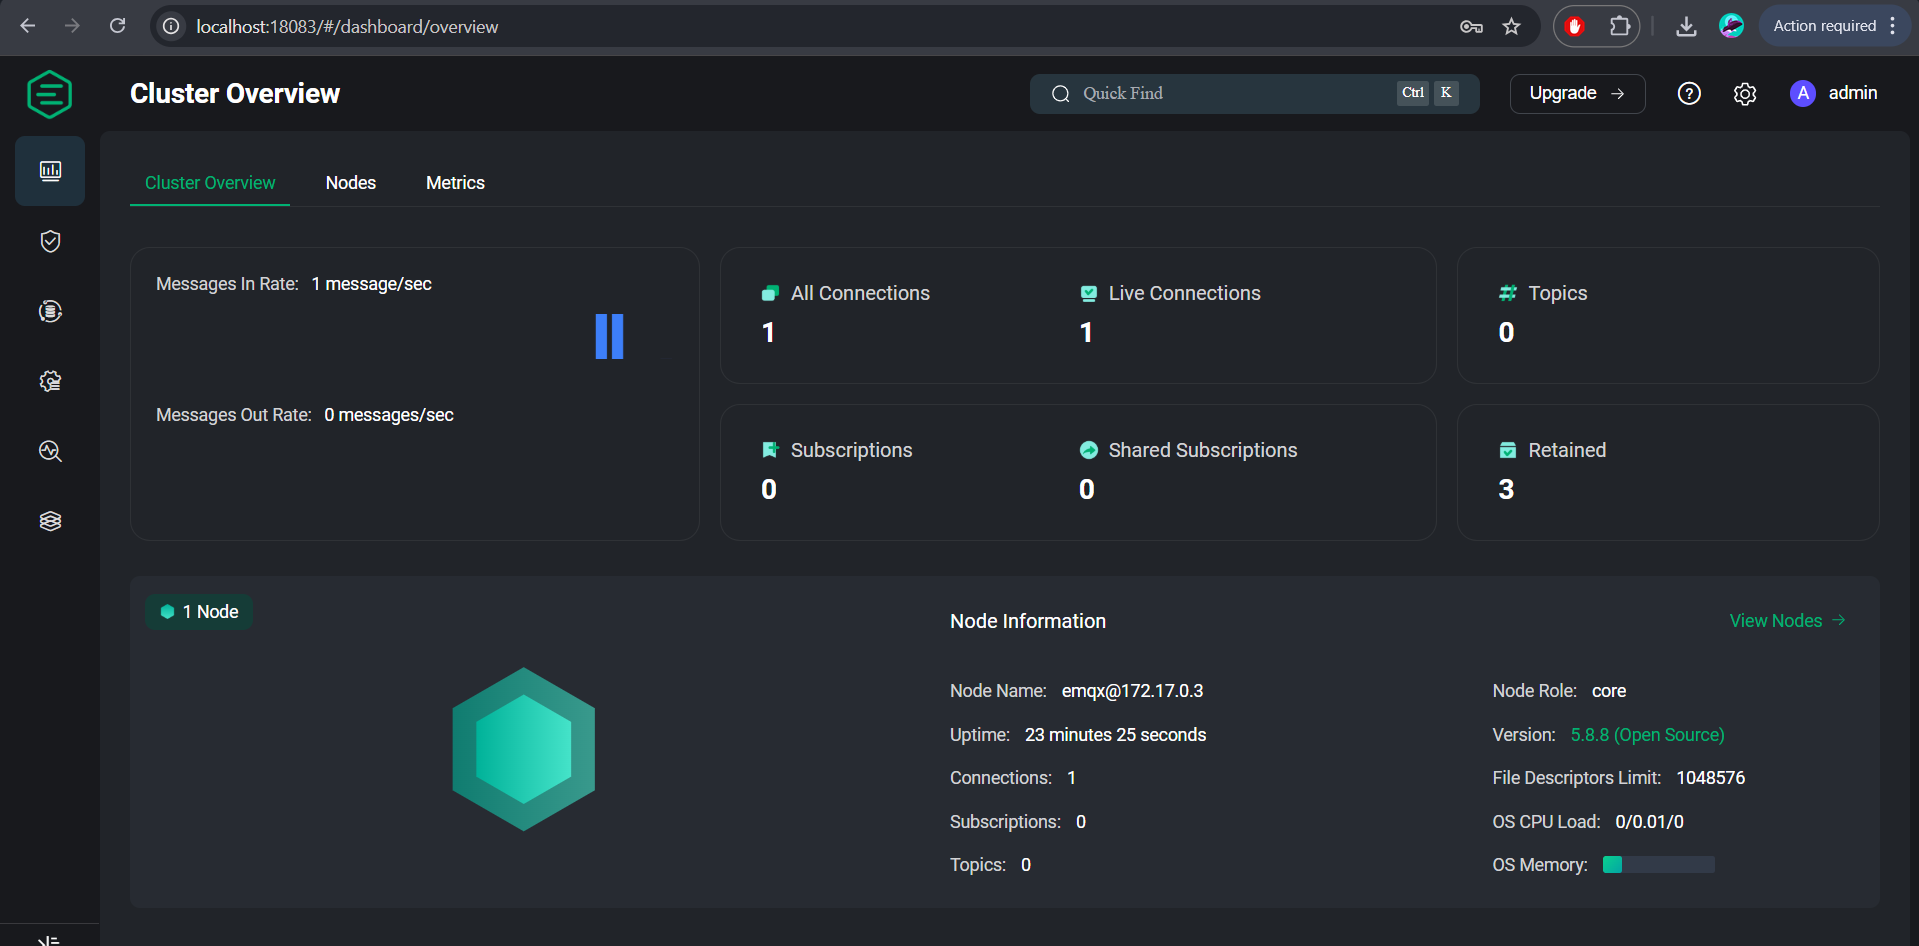 localhost:18083/#/dashboard/overview
Action required
Cluster Overview
Quick Find
Ctrl K
Upgrade →
?
A admin
Cluster Overview Nodes Metrics
Messages In Rate: 1 message/sec
Messages Out Rate: 0 messages/sec
All Connections
1
Live Connections
1
Topics
0
Subscriptions
0
Shared Subscriptions
0
Retained
3
1 Node
Node Information
View Nodes →
Node Name: emqx@172.17.0.3
Node Role: core
Uptime: 23 minutes 25 seconds
Version: 5.8.8 (Open Source)
Connections: 1
File Descriptors Limit: 1048576
Subscriptions: 0
OS CPU Load: 0/0.01/0
Topics: 0
OS Memory: